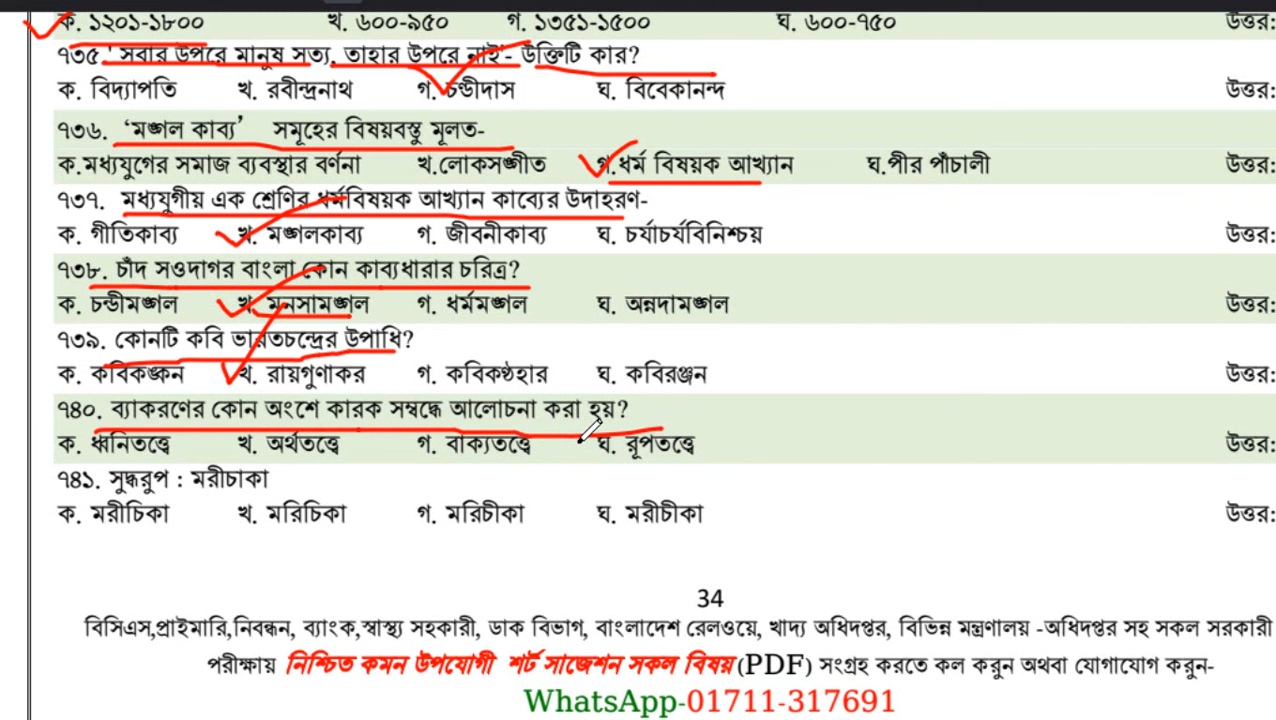 ক. ১২০১-১৮০০ খ. ৬০০-৯৫০ গ. ১৩৫১-১৫০০ ঘ. ৬০০-৭৫০ উত্তর:
৭৩৫. ' সবার উপরে মানুষ সত্য, তাহার উপরে নাই'- উক্তিটি কার?
ক. বিদ্যাপতি খ. রবীন্দ্রনাথ গ. চণ্ডীদাস ঘ. বিবেকানন্দ উত্তর:
৭৩৬. ‘মঙ্গল কাব্য’ সমূহের বিষয়বস্তু মূলত-
ক.মধ্যযুগের সমাজ ব্যবস্থার বর্ণনা খ.লোকসঙ্গীত গ.ধর্ম বিষয়ক আখ্যান ঘ.পীর পাঁচালী উত্তর:
৭৩৭. মধ্যযুগীয় এক শ্রেণির ধর্মবিষয়ক আখ্যান কাব্যের উদাহরণ-
ক. গীতিকাব্য খ. মঙ্গলকাব্য গ. জীবনীকাব্য ঘ. চর্যাচর্যবিনিশ্চয় উত্তর:
৭৩৮. চাঁদ সওদাগর বাংলা কোন কাব্যধারার চরিত্র?
ক. চন্ডীমঙ্গল খ. মনসামঙ্গল গ. ধর্মমঙ্গল ঘ. অন্নদামঙ্গল উত্তর:
৭৩৯. কোনটি কবি ভারতচন্দ্রের উপাধি?
ক. কবিকঙ্কন খ. রায়গুণাকর গ. কবিকণ্ঠহার ঘ. কবিরঞ্জন উত্তর:
৭৪০. ব্যাকরণের কোন অংশে কারক সম্বদ্ধে আলোচনা করা হয়?
ক. ধ্বনিতত্ত্বে খ. অর্থতত্ত্বে গ. বাক্যতত্ত্বে ঘ. রূপতত্ত্বে উত্তর:
৭৪১. সুদ্ধরুপ : মরীচাকা
ক. মরীচিকা খ. মরিচিকা গ. মরিচীকা ঘ. মরীচীকা উত্তর:
34
বিসিএস,প্রাইমারি,নিবন্ধন, ব্যাংক,স্বাস্থ্য সহকারী, ডাক বিভাগ, বাংলাদেশ রেলওয়ে, খাদ্য অধিদপ্তর, বিভিন্ন মন্ত্রণালয় -অধিদপ্তর সহ সকল সরকারী
পরীক্ষায় নিশ্চিত কমন উপযোগী শর্ট সাজেশন সকল বিষয় (PDF) সংগ্রহ করতে কল করুন অথবা যোগাযোগ করুন-
WhatsApp-01711-317691